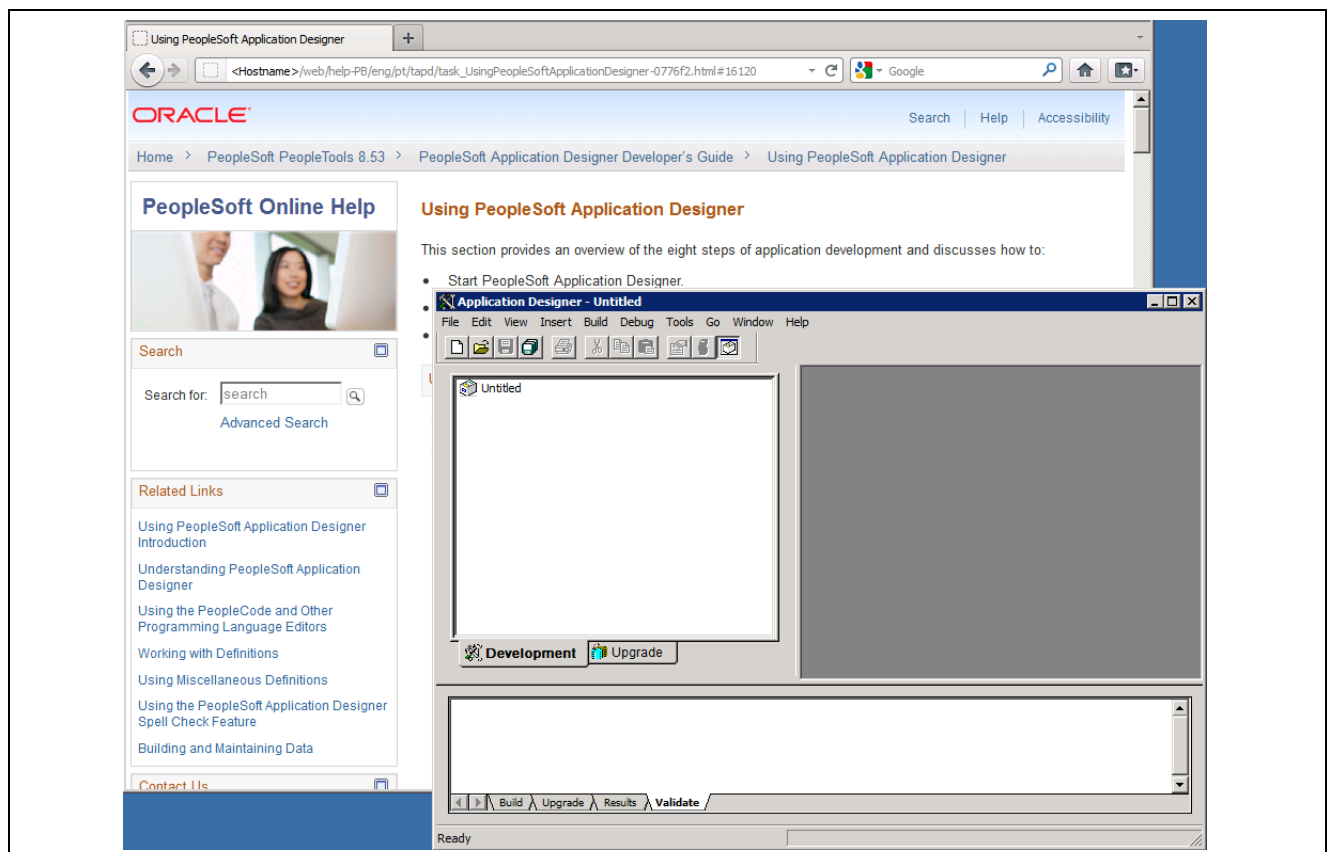 Using PeopleSoft Application Designer
<Hostname>/web/help-PB/eng/pt/tapd/task_UsingPeopleSoftApplicationDesigner-0776f2.html#16120
Google
ORACLE
Search | Help | Accessibility
Home > PeopleSoft PeopleTools 8.53 > PeopleSoft Application Designer Developer's Guide > Using PeopleSoft Application Designer
PeopleSoft Online Help
Search
Search for: search
Advanced Search
Related Links
Using PeopleSoft Application Designer
Introduction
Understanding PeopleSoft Application
Designer
Using the PeopleCode and Other
Programming Language Editors
Working with Definitions
Using Miscellaneous Definitions
Using the PeopleSoft Application Designer
Spell Check Feature
Building and Maintaining Data
Contact Us
Using PeopleSoft Application Designer
This section provides an overview of the eight steps of application development and discusses how to:
• Start PeopleSoft Application Designer.
Application Designer - Untitled
File Edit View Insert Build Debug Tools Go Window Help
Untitled
Development Upgrade
Build Upgrade Results Validate
Ready